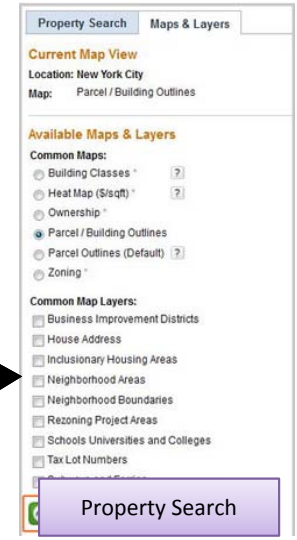 Property Search Maps & Layers
Current Map View
Location: New York City
Map: Parcel / Building Outlines
Available Maps & Layers
Common Maps:
Building Classes * ?
Heat Map ($/sqft) * ?
Ownership *
Parcel / Building Outlines
Parcel Outlines (Default) ?
Zoning *
Common Map Layers:
Business Improvement Districts
House Address
Inclusionary Housing Areas
Neighborhood Areas
Neighborhood Boundaries
Rezoning Project Areas
Schools Universities and Colleges
Tax Lot Numbers
Property Search